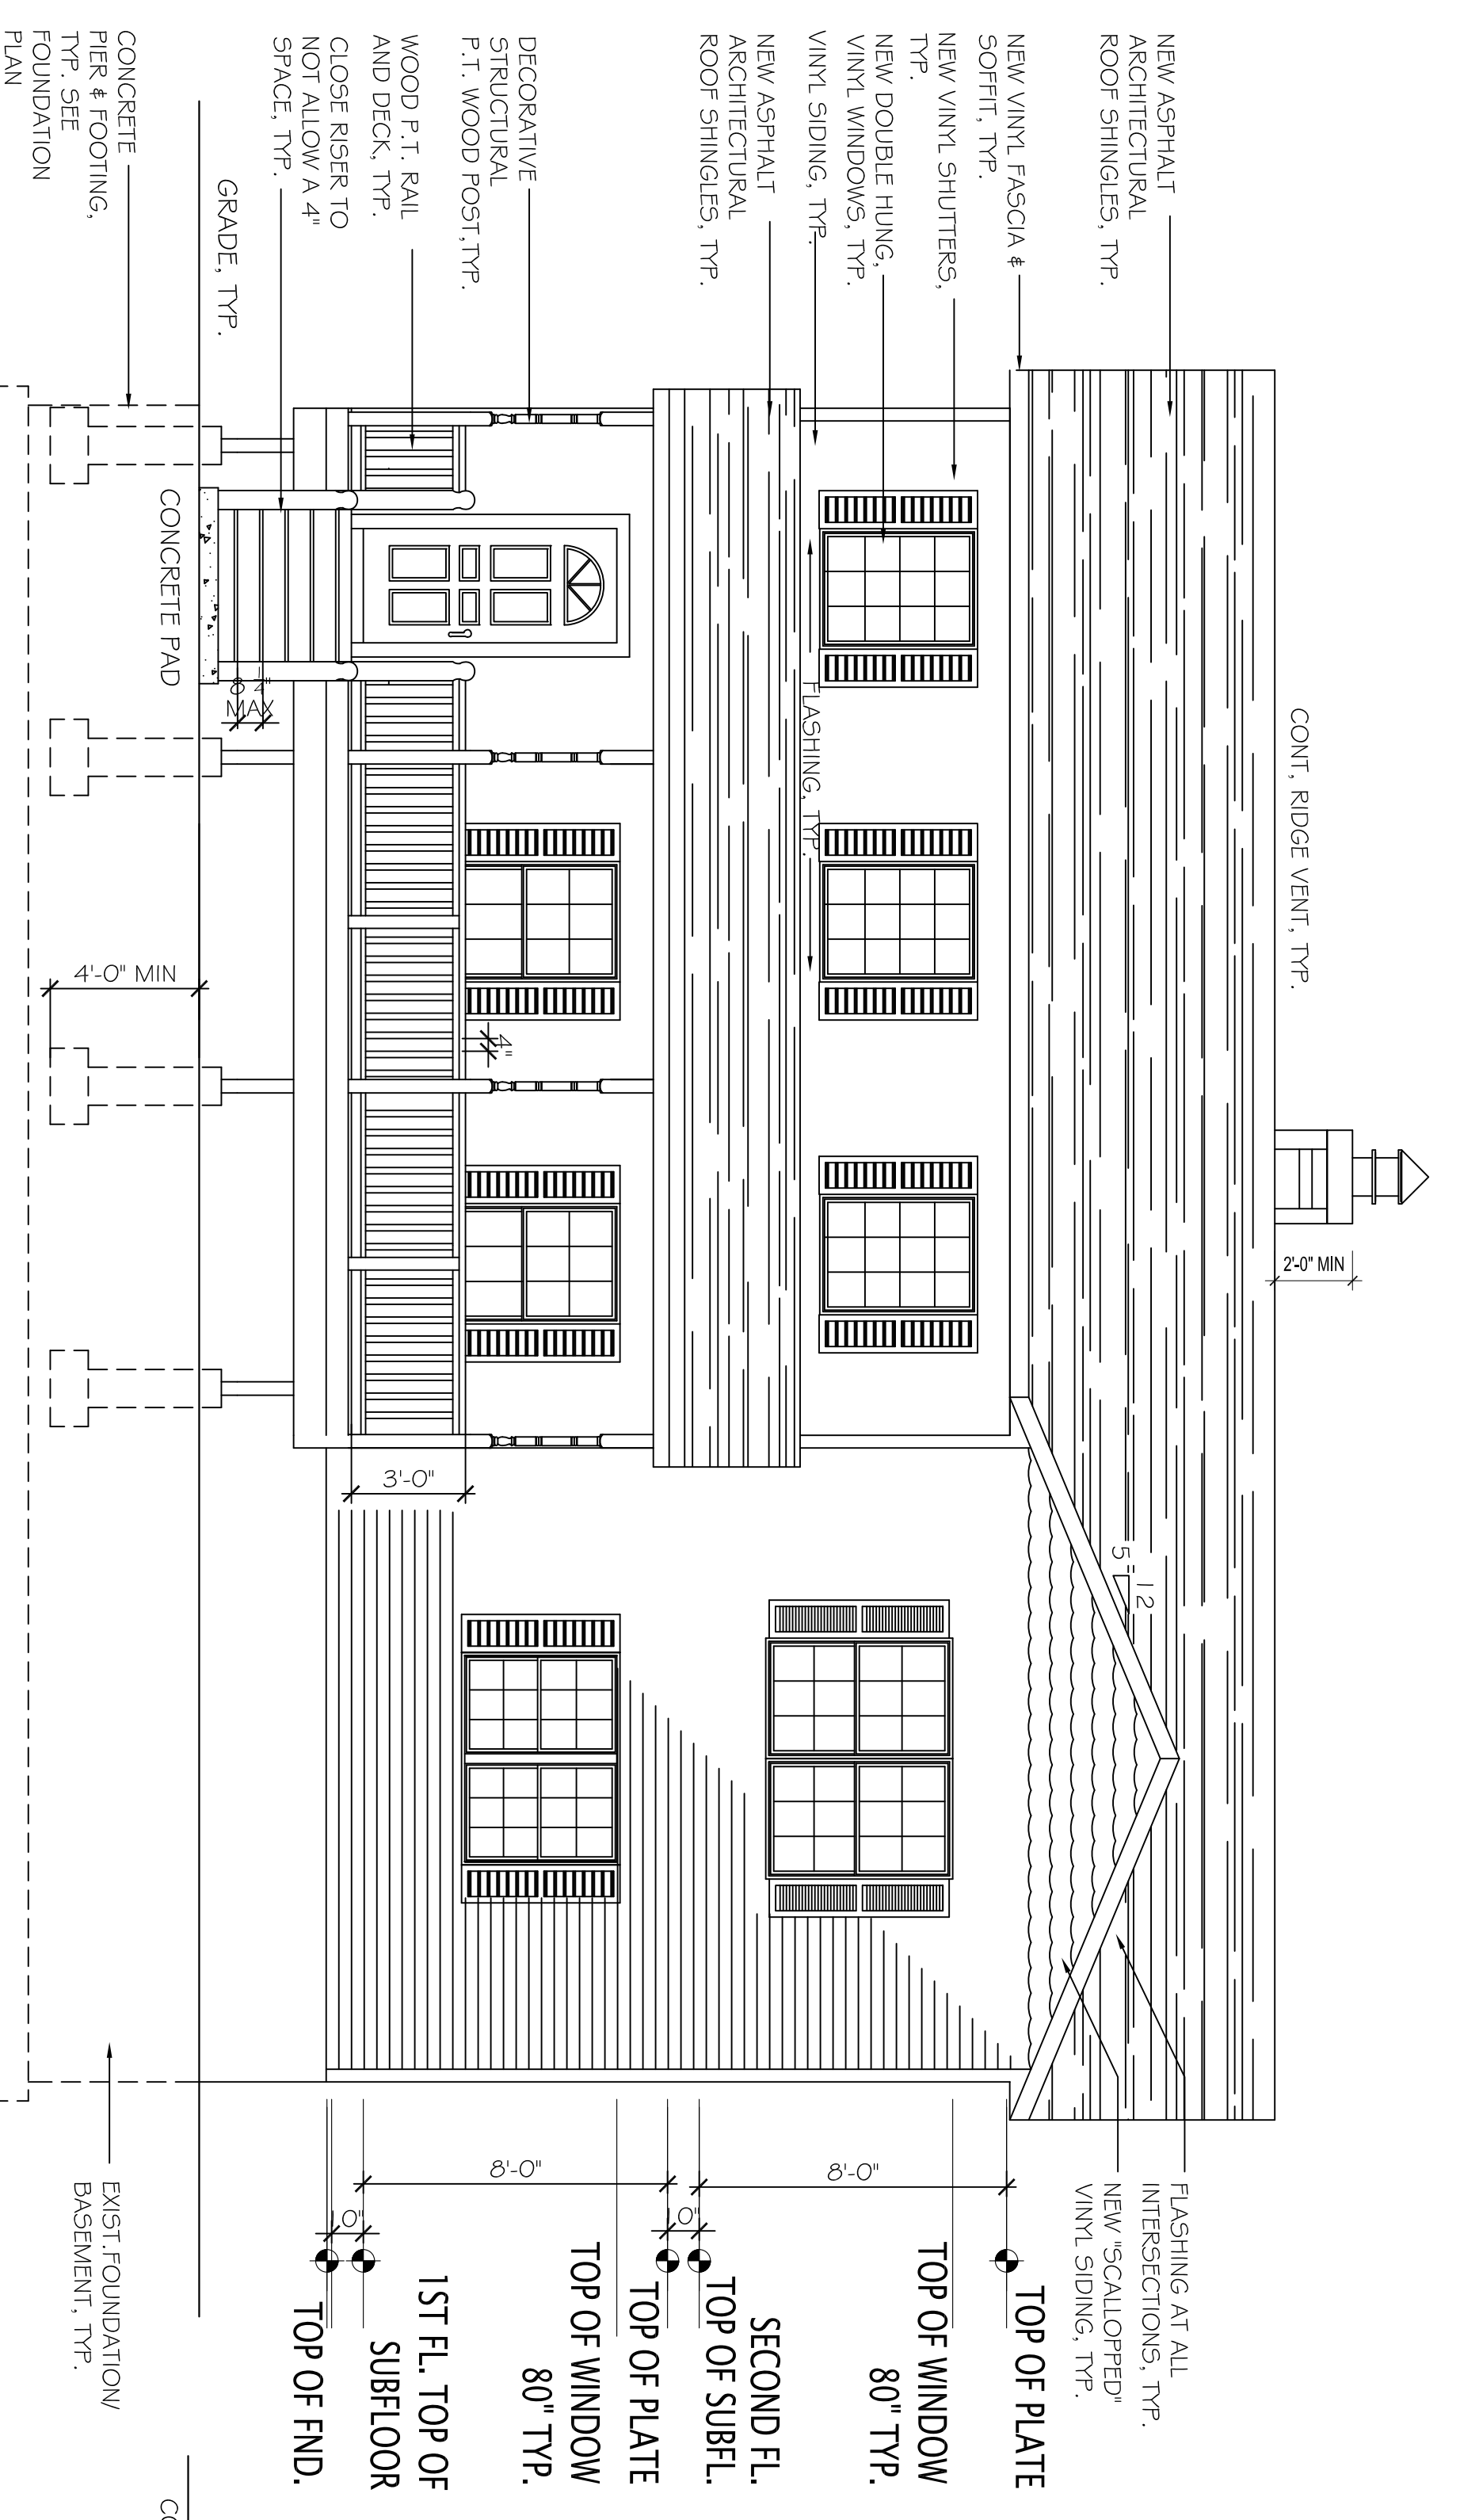 NEW ASPHALT
ARCHITECTURAL
ROOF SHINGLES, TYP.
NEW VINYL FASCIA &
SOFFIT, TYP.
NEW VINYL SHUTTERS,
TYP.
NEW DOUBLE HUNG,
VINYL WINDOWS, TYP.
VINYL SIDING, TYP.
NEW ASPHALT
ARCHITECTURAL
ROOF SHINGLES, TYP.
DECORATIVE
STRUCTURAL
P.T. WOOD POST,TYP.
WOOD P.T. RAIL
AND DECK, TYP.
CLOSE RISER TO
NOT ALLOW A 4"
SPACE, TYP.
GRADE, TYP.
CONCRETE
PIER & FOOTING,
TYP. SEE
FOUNDATION
PLAN
CONT, RIDGE VENT, TYP.
2'-0" MIN
FLASHING, TYP.
5"
12
4"
3'-0"
8 1/4"
MAX
CONCRETE PAD
4'-0" MIN
FLASHING AT ALL
INTERSECTIONS, TYP.
NEW "SCALLOPPED"
VINYL SIDING, TYP.
8'-0"
10"
8'-0"
10"
TOP OF PLATE
TOP OF WINDOW
80" TYP.
SECOND FL.
TOP OF SUBFL.
TOP OF PLATE
TOP OF WINDOW
80" TYP.
1ST FL. TOP OF
SUBFLOOR
TOP OF FND.
EXIST.FOUNDATION/
BASEMENT, TYP.